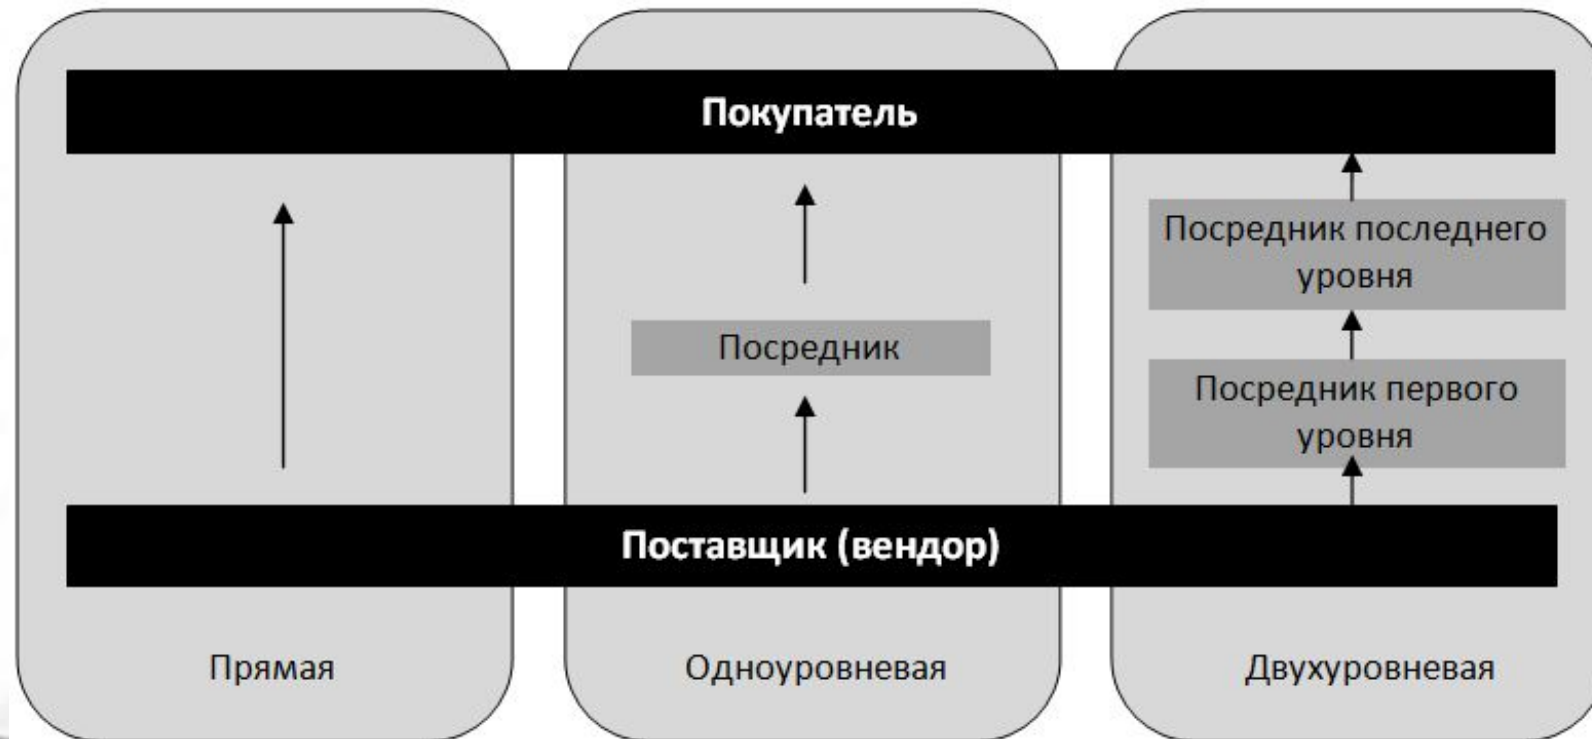 Покупатель
Посредник
Посредник последнего
уровня
Посредник первого
уровня
Поставщик (вендор)
Прямая
Одноуровневая
Двухуровневая